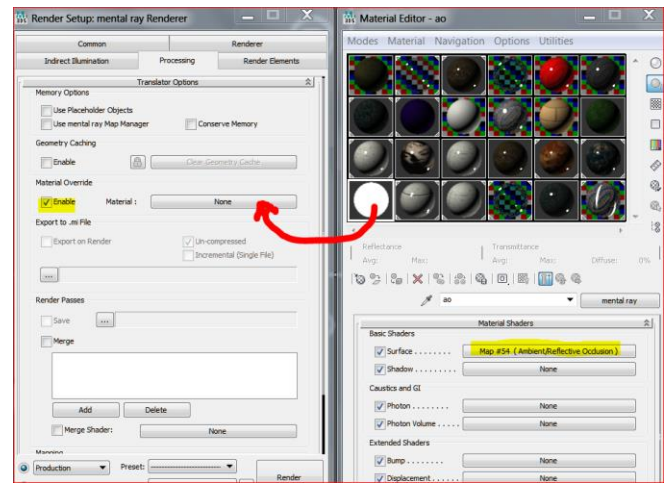 Render Setup: mental ray Renderer
Common
Renderer
Indirect Illumination
Processing
Render Elements
Translator Options
Memory Options
Use Placeholder Objects
Use mental ray Map Manager
Conserve Memory
Geometry Caching
Enable
Clear Geometry Cache
Material Override
Enable
Material :
None
Export to .mi File
Export on Render
Un-compressed
Incremental (Single File)
...
Render Passes
Save
...
Merge
Add
Delete
Merge Shader:
None
Mapping
Production
Preset:
Render
Material Editor - ao
Modes Material Navigation Options Utilities
Reflectance
Avg: Max:
Transmittance
Avg: Max:
Diffuse: 0%
ao
mental ray
Material Shaders
Basic Shaders
Surface . . . . . . . . Map #54 ( Ambient/Reflective Occlusion )
Shadow . . . . . . . . . None
Caustics and GI
Photon . . . . . . . . None
Photon Volume . . . . None
Extended Shaders
Bump . . . . . . . . . None
Displacement . . . . . . None